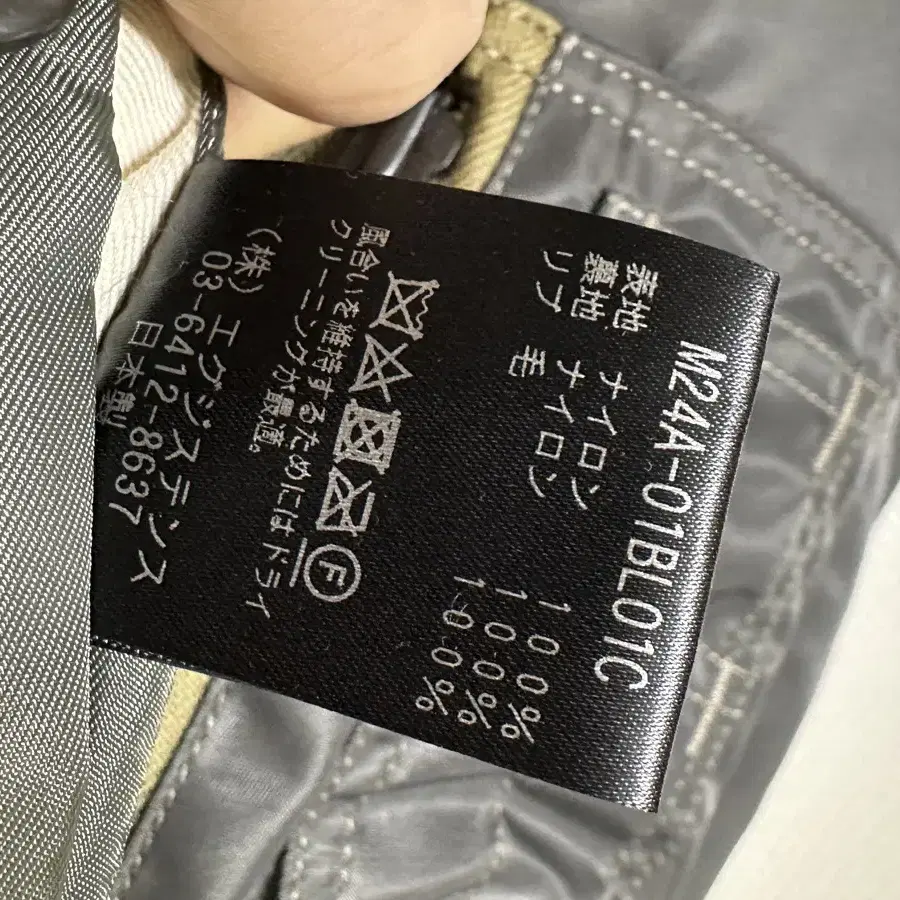 M24A-01BL01C
表地 ナイロン 100%
裏地 ナイロン 100%
リブ 毛 100%
F
風合いを維持するためにはドライ
クリーニングが最適。
(株) エグジステンス
03-6412-8637
日本製